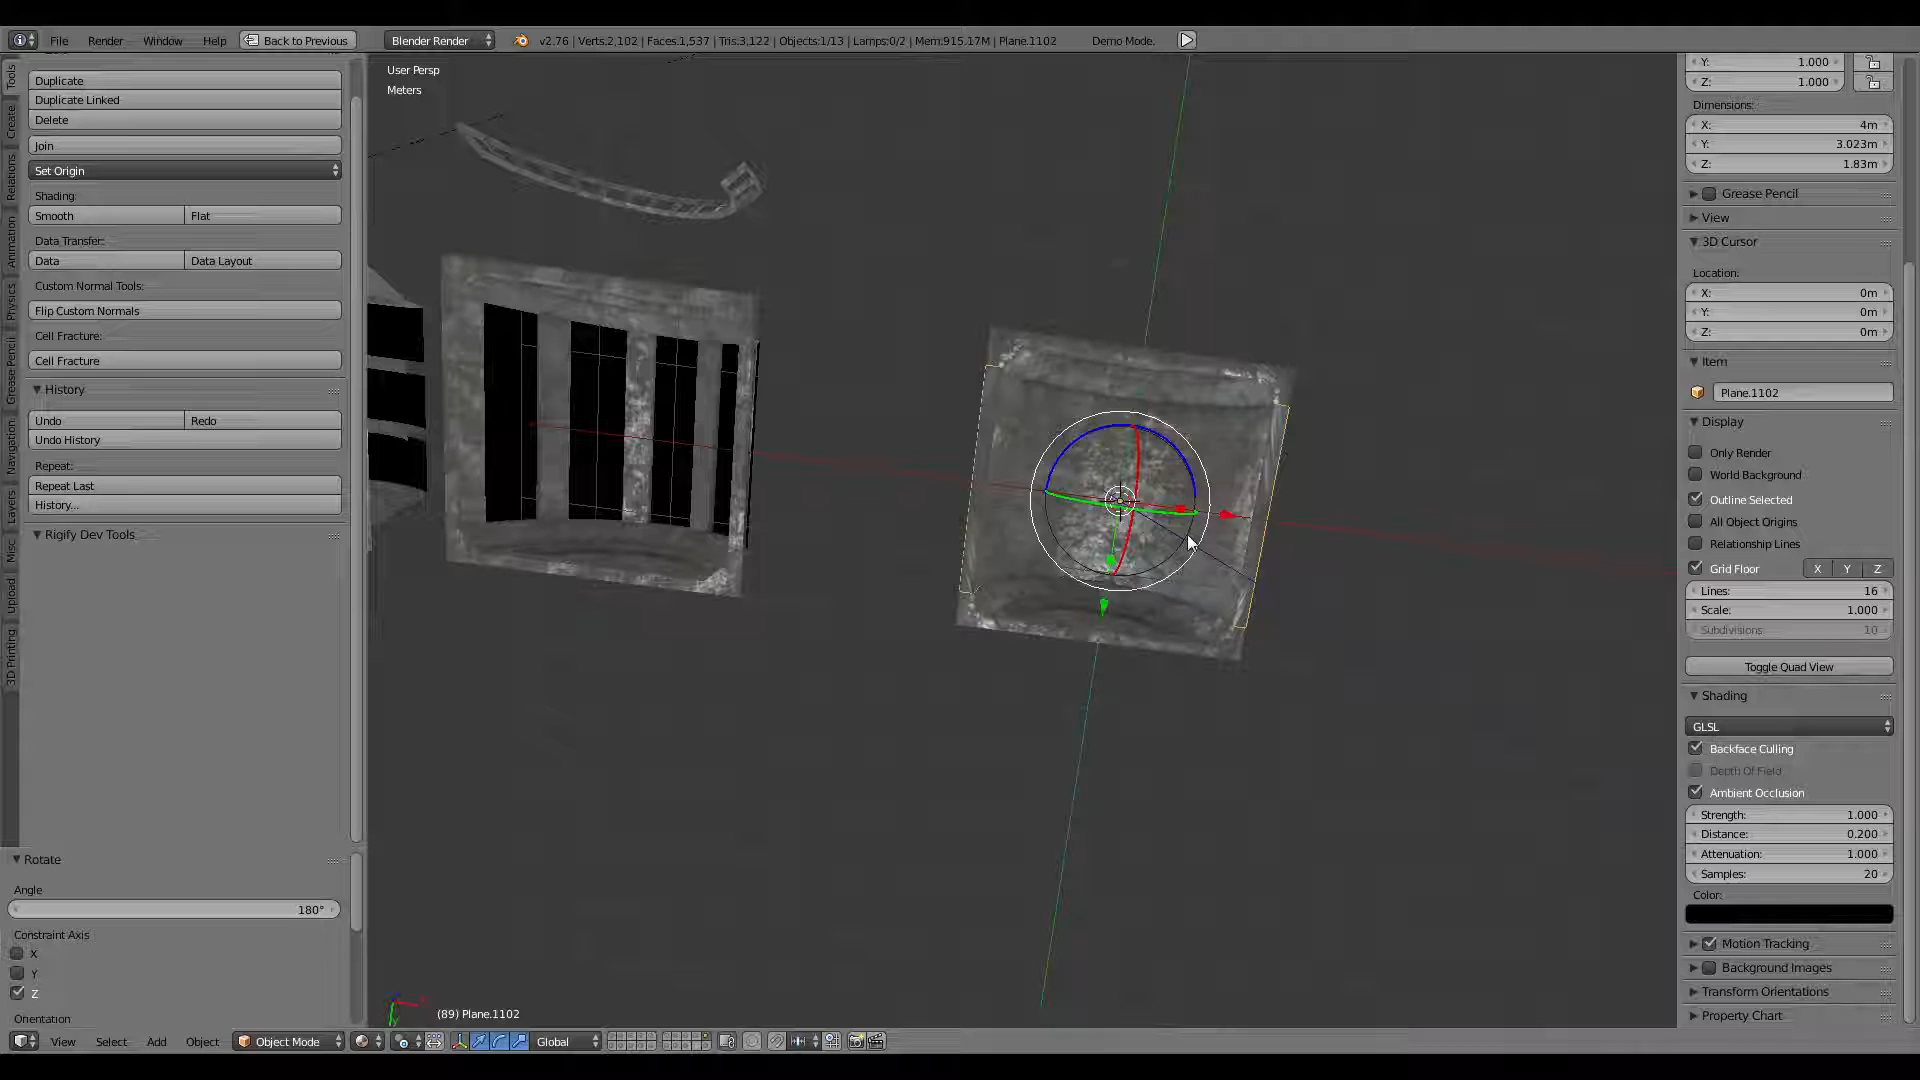 File Render Window Help Back to Previous Blender Render v2.76 | Verts:2,102 | Faces:1,537 | Tris:3,122 | Objects:1/13 | Lamps:0/2 | Mem:915.17M | Plane.1102 Demo Mode.
Tools
Create
Relations
Animation
Physics
Grease Pencil
Navigation
Layers
Misc
Upload
3D Printing
Duplicate
Duplicate Linked
Delete
Join
Set Origin
Shading:
Smooth Flat
Data Transfer:
Data Data Layout
Custom Normal Tools:
Flip Custom Normals
Cell Fracture:
Cell Fracture
History
Undo Redo
Undo History
Repeat:
Repeat Last
History...
Rigify Dev Tools
Rotate
Angle
180°
Constraint Axis
X
Y
Z
Orientation
User Persp
Meters
(89) Plane.1102
View Select Add Object Object Mode Global
Y: 1.000
Z: 1.000
Dimensions:
X: 4m
Y: 3.023m
Z: 1.83m
Grease Pencil
View
3D Cursor
Location:
X: 0m
Y: 0m
Z: 0m
Item
Plane.1102
Display
Only Render
World Background
Outline Selected
All Object Origins
Relationship Lines
Grid Floor X Y Z
Lines: 16
Scale: 1.000
Subdivisions: 10
Toggle Quad View
Shading
GLSL
Backface Culling
Depth Of Field
Ambient Occlusion
Strength: 1.000
Distance: 0.200
Attenuation: 1.000
Samples: 20
Color:
Motion Tracking
Background Images
Transform Orientations
Property Chart